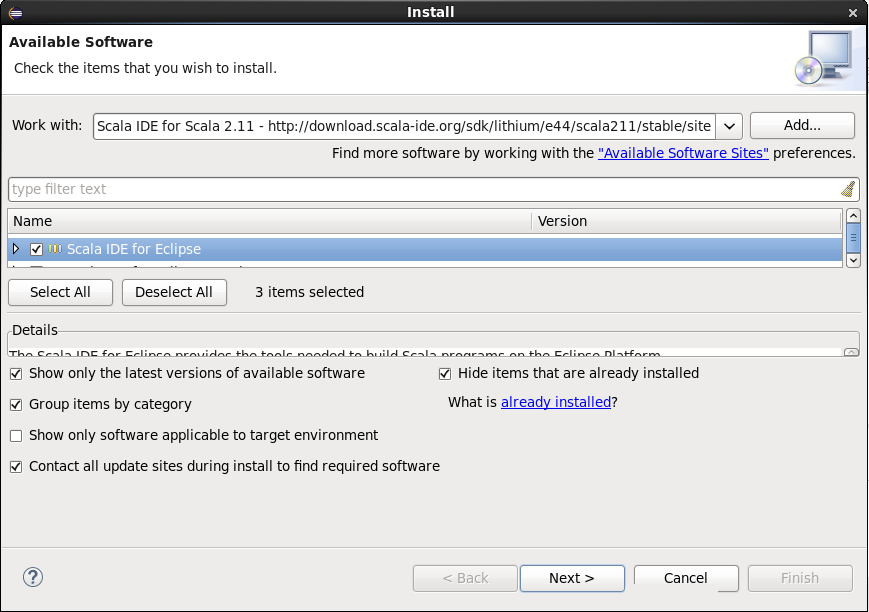 Install
Available Software
Check the items that you wish to install.
Work with: Scala IDE for Scala 2.11 - http://download.scala-ide.org/sdk/lithium/e44/scala211/stable/site Add...
Find more software by working with the "Available Software Sites" preferences.
type filter text
Name Version
Scala IDE for Eclipse
Select All Deselect All 3 items selected
Details
The Scala IDE for Eclipse provides the tools needed to build Scala programs on the Eclipse Platform.
Show only the latest versions of available software Hide items that are already installed
Group items by category What is already installed?
Show only software applicable to target environment
Contact all update sites during install to find required software
? < Back Next > Cancel Finish